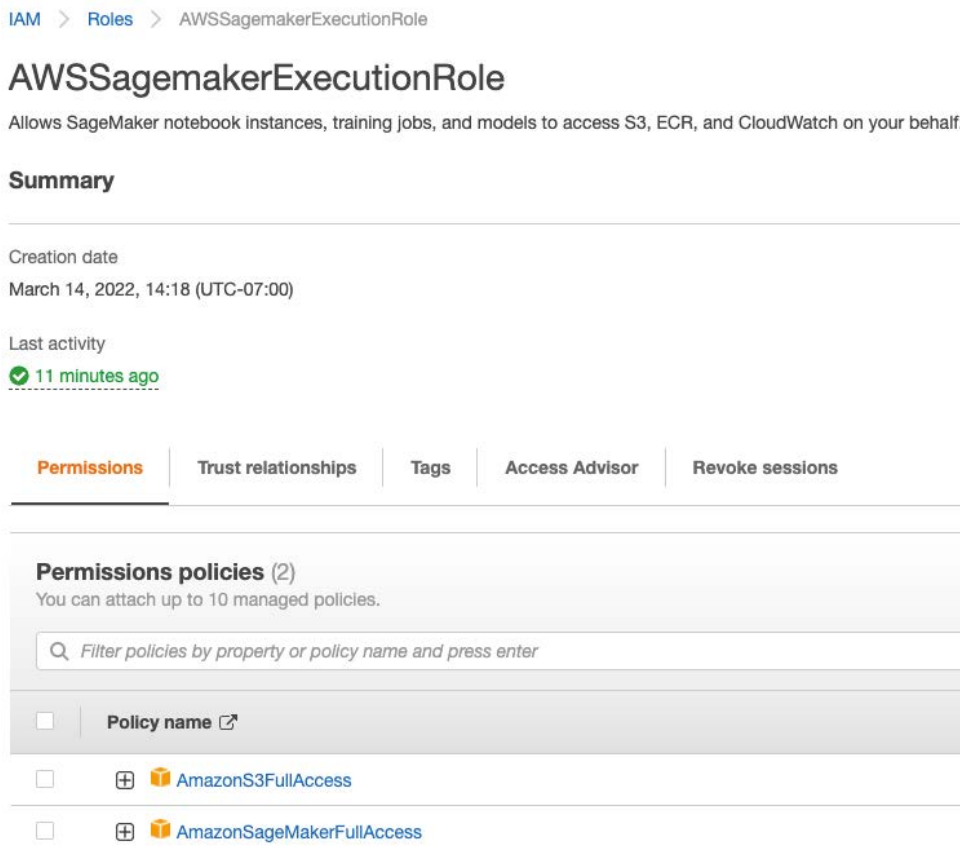 IAM > Roles > AWSSagemakerExecutionRole
AWSSagemakerExecutionRole
Allows SageMaker notebook instances, training jobs, and models to access S3, ECR, and CloudWatch on your behalf.
Summary
Creation date
March 14, 2022, 14:18 (UTC-07:00)
Last activity
11 minutes ago
Permissions Trust relationships Tags Access Advisor Revoke sessions
Permissions policies (2)
You can attach up to 10 managed policies.
Filter policies by property or policy name and press enter
Policy name
AmazonS3FullAccess
AmazonSageMakerFullAccess